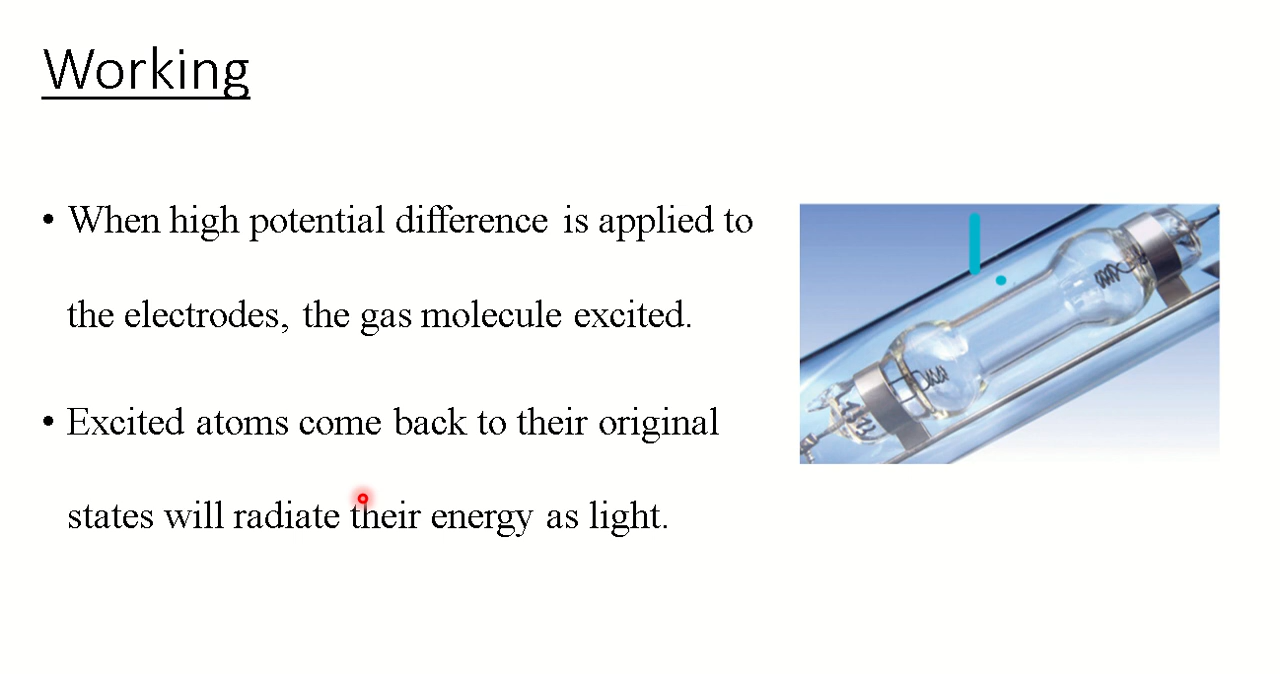 Working
• When high potential difference is applied to
the electrodes, the gas molecule excited.
• Excited atoms come back to their original
states will radiate their energy as light.